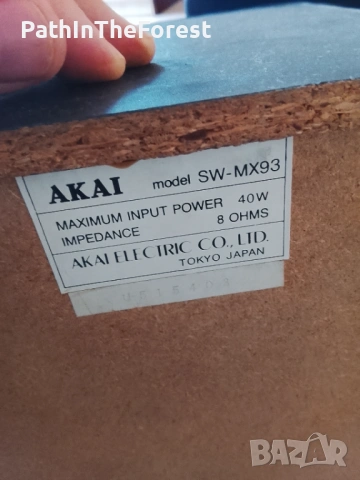 PathInTheForest
AKAI model SW-MX93
MAXIMUM INPUT POWER 40W
IMPEDANCE 8 OHMS
AKAI ELECTRIC CO., LTD.
TOKYO JAPAN
BAZAR